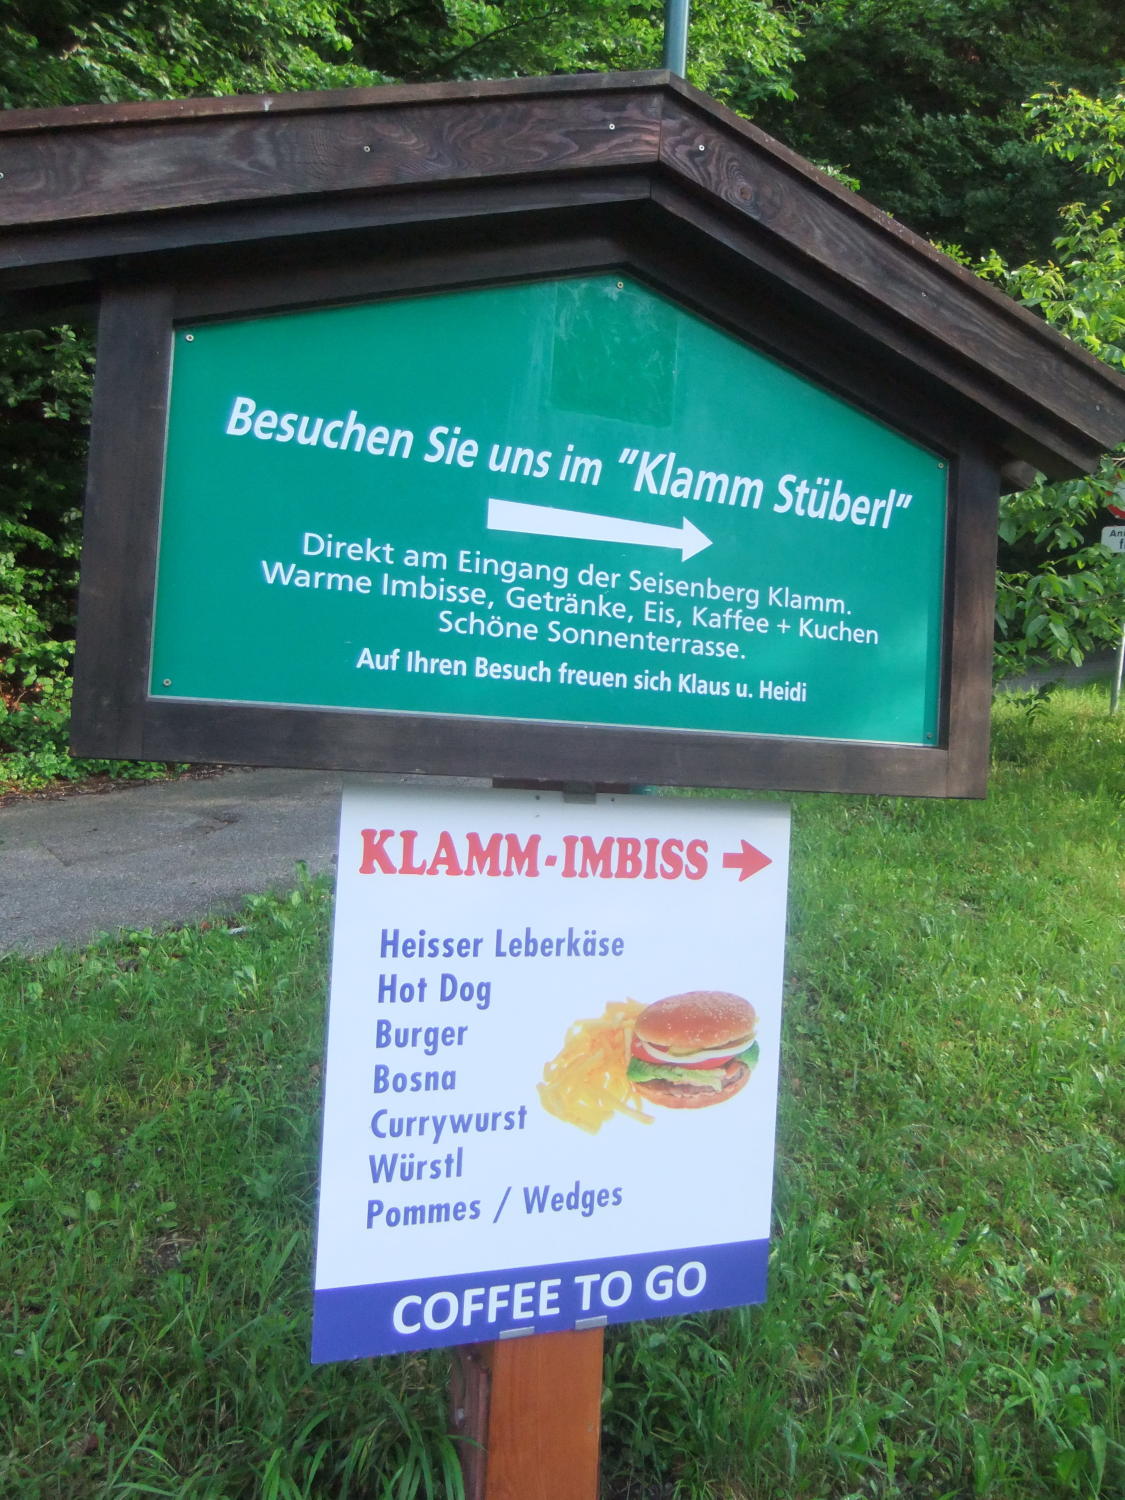 Besuchen Sie uns im "Klamm Stüberl"
Direkt am Eingang der Seisenberg Klamm.
Warme Imbisse, Getränke, Eis, Kaffee + Kuchen
Schöne Sonnenterrasse.
Auf Ihren Besuch freuen sich Klaus u. Heidi
KLAMM-IMBISS
Heisser Leberkäse
Hot Dog
Burger
Bosna
Currywurst
Würstl
Pommes / Wedges
COFFEE TO GO